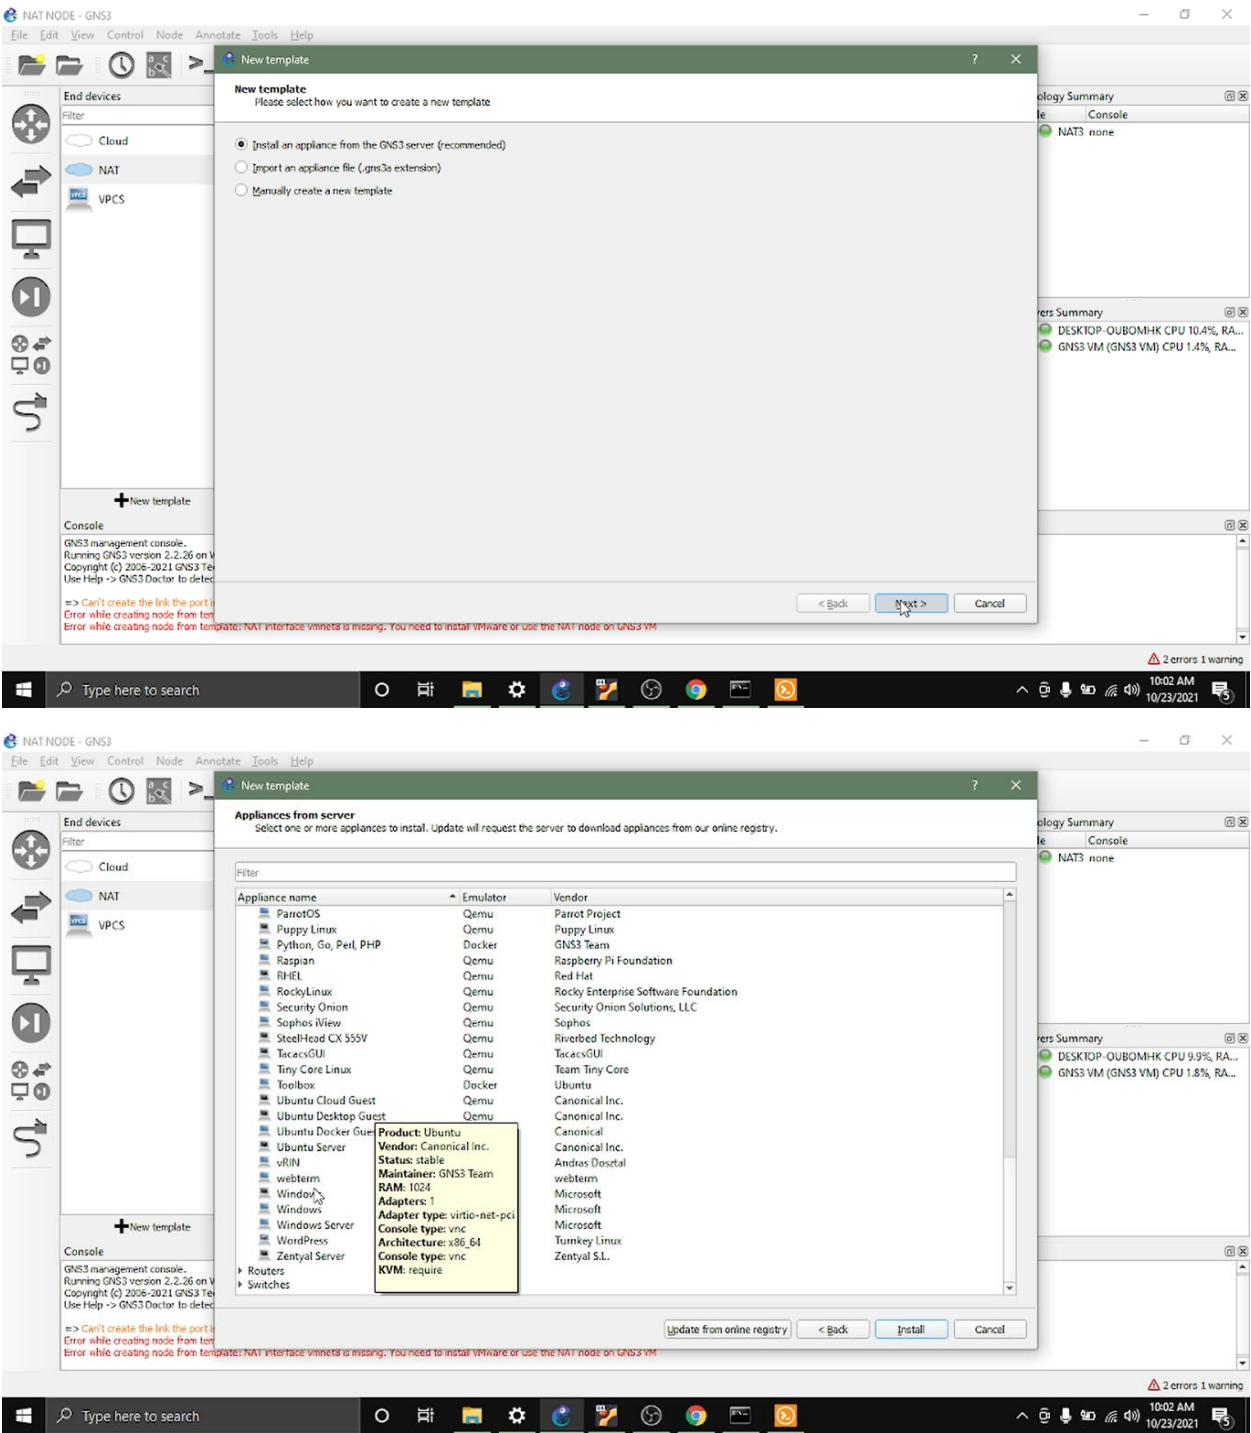 NAT NODE - GNS3
File Edit View Control Node Annotate Tools Help
New template ?
New template
Please select how you want to create a new template
End devices
Filter
Cloud
NAT
VPCS
Install an appliance from the GNS3 server (recommended)
Import an appliance file (.gns3a extension)
Manually create a new template
ology Summary
le Console
NAT3 none
ers Summary
DESKTOP-OUBOMHK CPU 10.4%, RA...
GNS3 VM (GNS3 VM) CPU 1.4%, RA...
New template
Console
GNS3 management console.
Running GNS3 version 2.2.26 on W
Copyright (c) 2006-2021 GNS3 Te
Use Help -> GNS3 Doctor to detec
=> Can't create the link the port is
Error while creating node from tem
Error while creating node from template: NAT interface vmnet8 is missing. You need to install VMware or use the NAT node on GNS3 VM
< Back Next > Cancel
2 errors 1 warning
Type here to search
10:02 AM
10/23/2021
5
NAT NODE - GNS3
File Edit View Control Node Annotate Tools Help
New template ?
Appliances from server
Select one or more appliances to install. Update will request the server to download appliances from our online registry.
End devices
Filter
Cloud
NAT
VPCS
Filter
Appliance name Emulator Vendor
ParrotOS Qemu Parrot Project
Puppy Linux Qemu Puppy Linux
Python, Go, Perl, PHP Docker GNS3 Team
Raspian Qemu Raspberry Pi Foundation
RHEL Qemu Red Hat
RockyLinux Qemu Rocky Enterprise Software Foundation
Security Onion Qemu Security Onion Solutions, LLC
Sophos iView Qemu Sophos
SteelHead CX 555V Qemu Riverbed Technology
TacacsGUI Qemu TacacsGUI
Tiny Core Linux Qemu Team Tiny Core
Toolbox Docker Ubuntu
Ubuntu Cloud Guest Qemu Canonical Inc.
Ubuntu Desktop Guest Qemu Canonical Inc.
Ubuntu Docker Gues Canonical
Ubuntu Server Canonical Inc.
vRIN Andras Dosztal
webterm webterm
Window Microsoft
Windows Microsoft
Windows Server Microsoft
WordPress Turnkey Linux
Zentyal Server Zentyal S.L.
Routers
Switches
Product: Ubuntu
Vendor: Canonical Inc.
Status: stable
Maintainer: GNS3 Team
RAM: 1024
Adapters: 1
Adapter type: virtio-net-pci
Console type: vnc
Architecture: x86_64
Console type: vnc
KVM: require
ology Summary
le Console
NAT3 none
ers Summary
DESKTOP-OUBOMHK CPU 9.9%, RA...
GNS3 VM (GNS3 VM) CPU 1.8%, RA...
New template
Console
GNS3 management console.
Running GNS3 version 2.2.26 on W
Copyright (c) 2006-2021 GNS3 Te
Use Help -> GNS3 Doctor to detec
=> Can't create the link the port is
Error while creating node from tem
Error while creating node from template: NAT interface vmnet8 is missing. You need to install VMware or use the NAT node on GNS3 VM
Update from online registry < Back Install Cancel
2 errors 1 warning
Type here to search
10:02 AM
10/23/2021
5